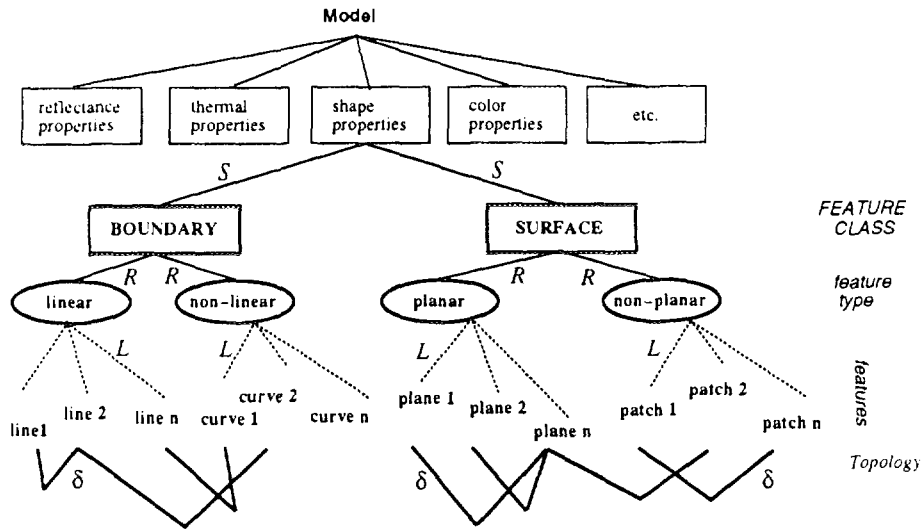 Model
reflectance properties
thermal properties
shape properties
color properties
etc.
S S
BOUNDARY
SURFACE
FEATURE CLASS
R R R R
linear
non-linear
planar
non-planar
feature type
L L L L
line1
line 2
line n
curve 1
curve 2
curve n
plane 1
plane 2
plane n
patch 1
patch 2
patch n
features
δ δ δ
Topology